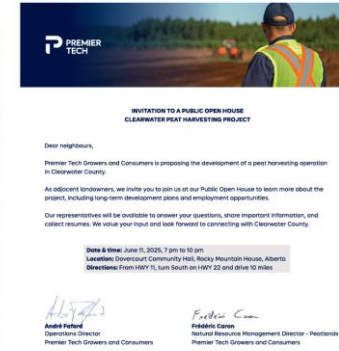 PREMIER
TECH
INVITATION TO A PUBLIC OPEN HOUSE
CLEARWATER PEAT HARVESTING PROJECT
Dear neighbours,
Premier Tech Growers and Consumers is proposing the development of a peat harvesting operation
in Clearwater County.
As adjacent landowners, we invite you to join us at our Public Open House to learn more about the
project, including long-term development plans and employment opportunities.
Our representatives will be available to answer your questions, share important information, and
collect resumes. We value your input and look forward to connecting with Clearwater County.
Date & time: June 11, 2025, 7 pm to 10 pm
Location: Davercourt Community Hall, Rocky Mountain House, Alberta
Directions: From HWY 11, turn South on HWY 22 and drive 10 miles
André Faferd
Operations Director
Premier Tech Growers and Consumers
Frédéric Caron
Natural Resource Management Director - Peatlands
Premier Tech Growers and Consumers